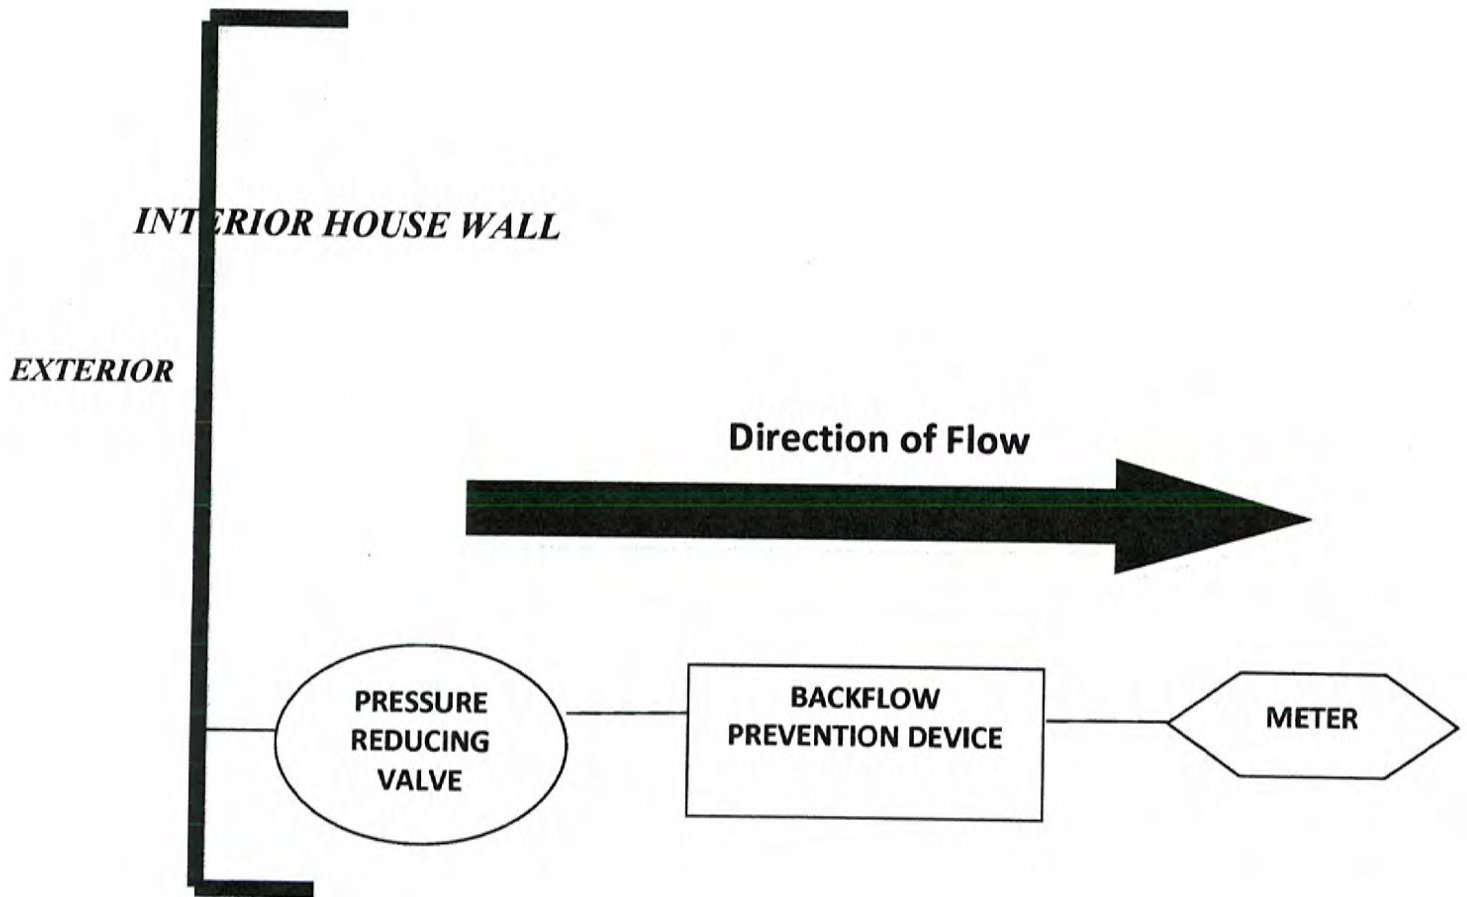 INTERIOR HOUSE WALL
EXTERIOR
Direction of Flow
PRESSURE
REDUCING
VALVE
BACKFLOW
PREVENTION DEVICE
METER